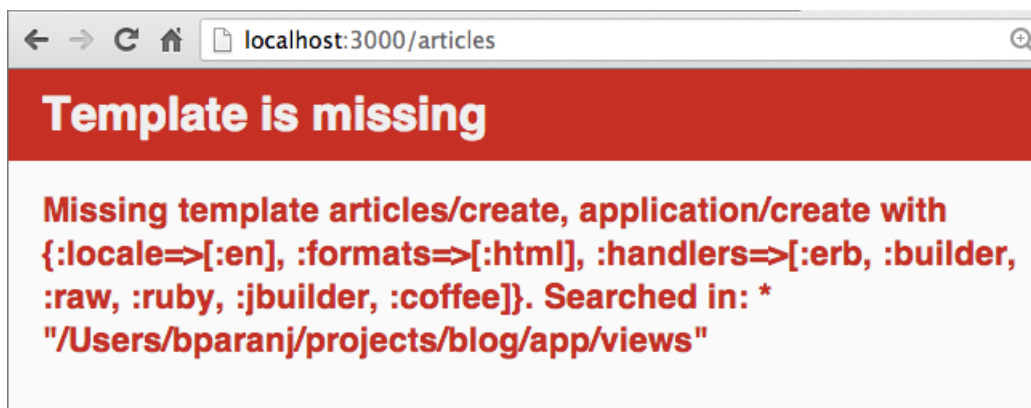 localhost:3000/articles
Template is missing
Missing template articles/create, application/create with
{:locale=>[:en], :formats=>[:html], :handlers=>[:erb, :builder,
:raw, :ruby, :jbuilder, :coffee]}. Searched in: *
"/Users/bparanj/projects/blog/app/views"